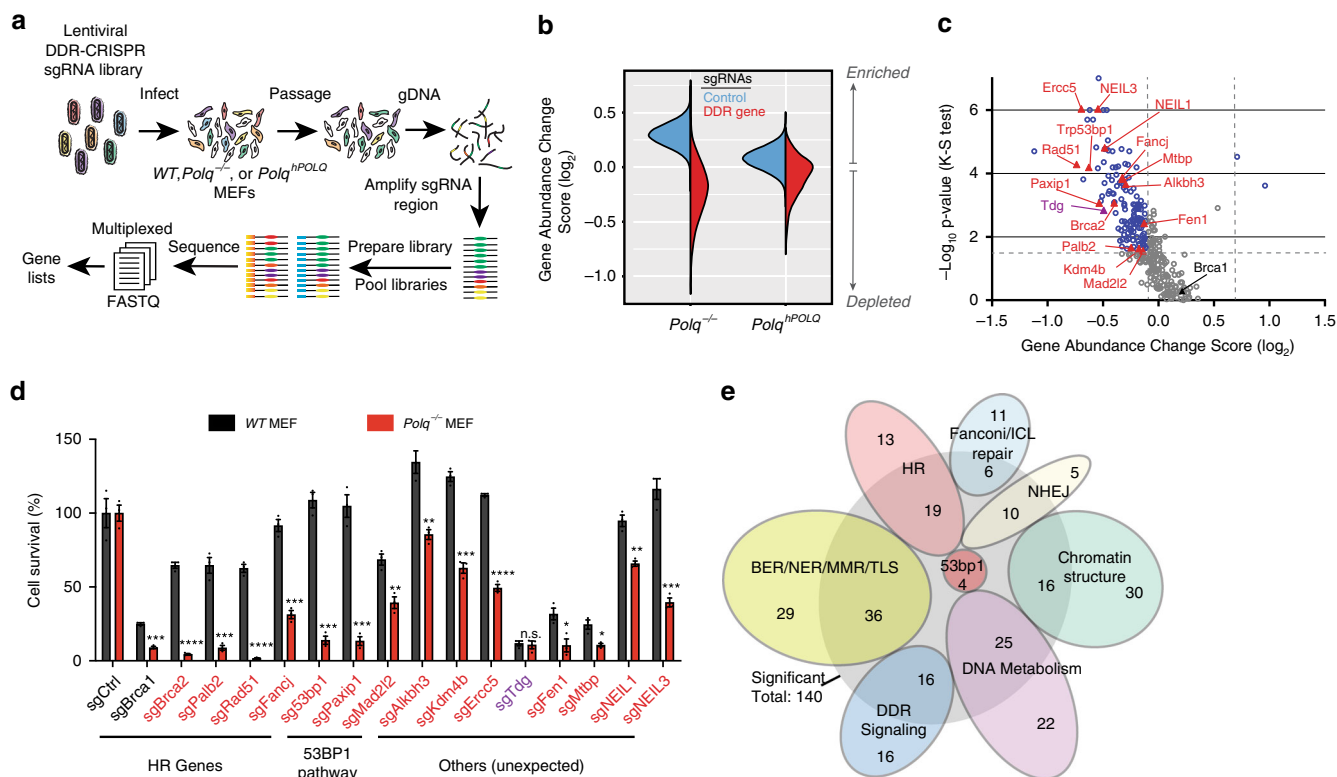 a
Lentiviral
DDR-CRISPR
sgRNA library
Infect
Passage
gDNA
WT, Polq–/–, or PolqhPOLQ
MEFs
Amplify sgRNA
region
Prepare library
Pool libraries
Sequence
Multiplexed
FASTQ
Gene
lists
b
Gene Abundance Change
Score (log2)
0.5
0.0
−0.5
−1.0
sgRNAs
Control
DDR gene
Enriched
Depleted
Polq–/–
PolqhPOLQ
c
−Log10 p-value (K-S test)
6
4
2
0
Ercc5
NEIL3
NEIL1
Trp53bp1
Fancj
Rad51
Mtbp
Paxip1
Alkbh3
Tdg
Brca2
Fen1
Palb2
Kdm4b
Mad2l2
Brca1
−1.5
−1.0
−0.5
0.0
0.5
1.0
1.5
Gene Abundance Change Score (log2)
d
WT MEF
Polq–/– MEF
Cell survival (%)
150
100
50
0
***
****
***
****
***
***
***
**
**
***
****
n.s.
*
*
**
***
sgCtrl
sgBrca1
sgBrca2
sgPalb2
sgRad51
sgFancj
sg53bp1
sgPaxip1
sgMad2l2
sgAlkbh3
sgKdm4b
sgErcc5
sgTdg
sgFen1
sgMtbp
sgNEIL1
sgNEIL3
HR Genes
53BP1
pathway
Others (unexpected)
e
13
HR
19
11
Fanconi/ICL
repair
6
5
NHEJ
10
53bp1
4
Chromatin
structure
16
30
BER/NER/MMR/TLS
29
36
25
DNA Metabolism
22
16
DDR
Signaling
16
Significant
Total: 140